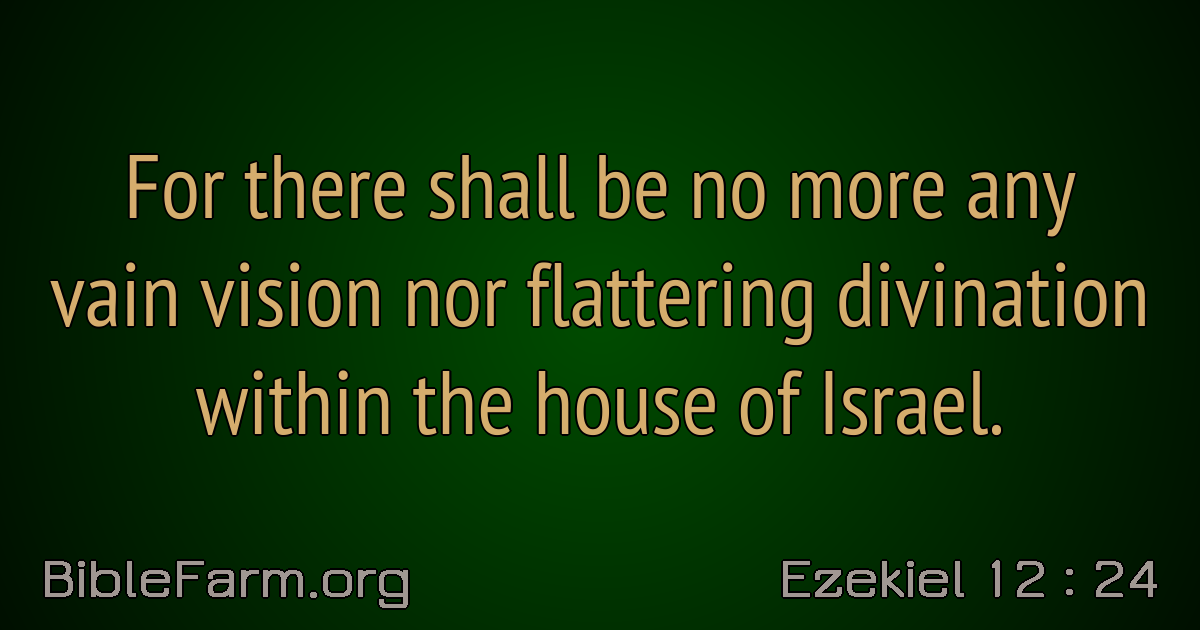 For there shall be no more any
vain vision nor flattering divination
within the house of Israel.
BibleFarm.org
Ezekiel 12 : 24